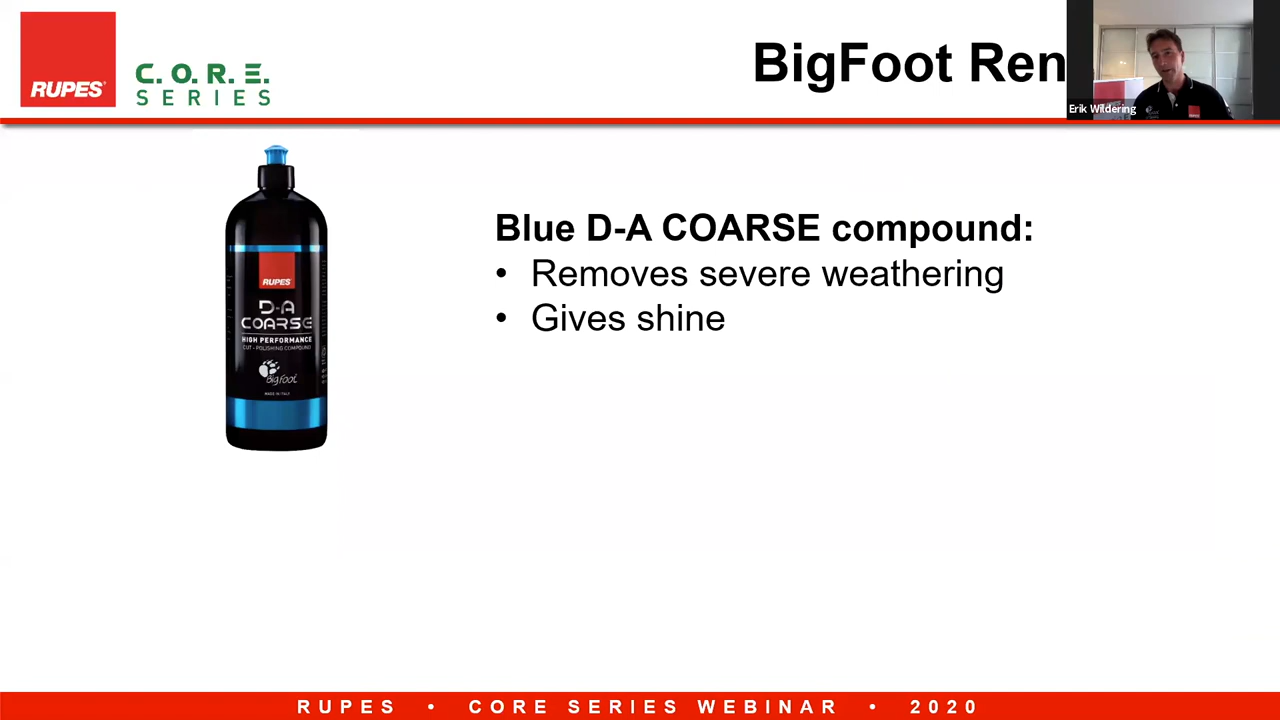 RUPES
C.O.R.E.
SERIES
BigFoot Ren
Erik Wildering
Blue D-A COARSE compound:
• Removes severe weathering
• Gives shine
RUPES
D-A
COARSE
HIGH PERFORMANCE
CUT - POLISHING COMPOUND
BigFoot
MADE IN ITALY
RUPES • CORE SERIES WEBINAR • 2020